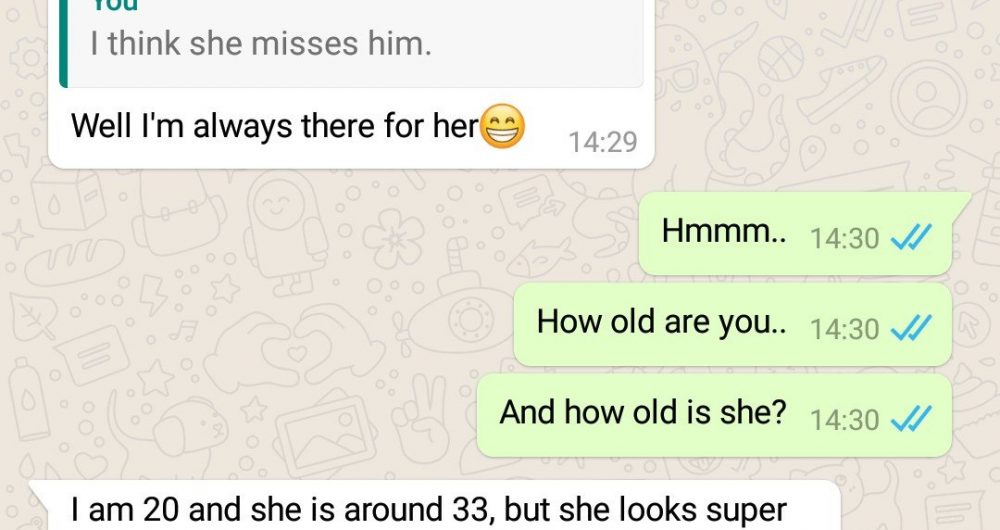 You
I think she misses him.
Well I'm always there for her😁
14:29
Hmmm.. 14:30
How old are you.. 14:30
And how old is she? 14:30
I am 20 and she is around 33, but she looks super